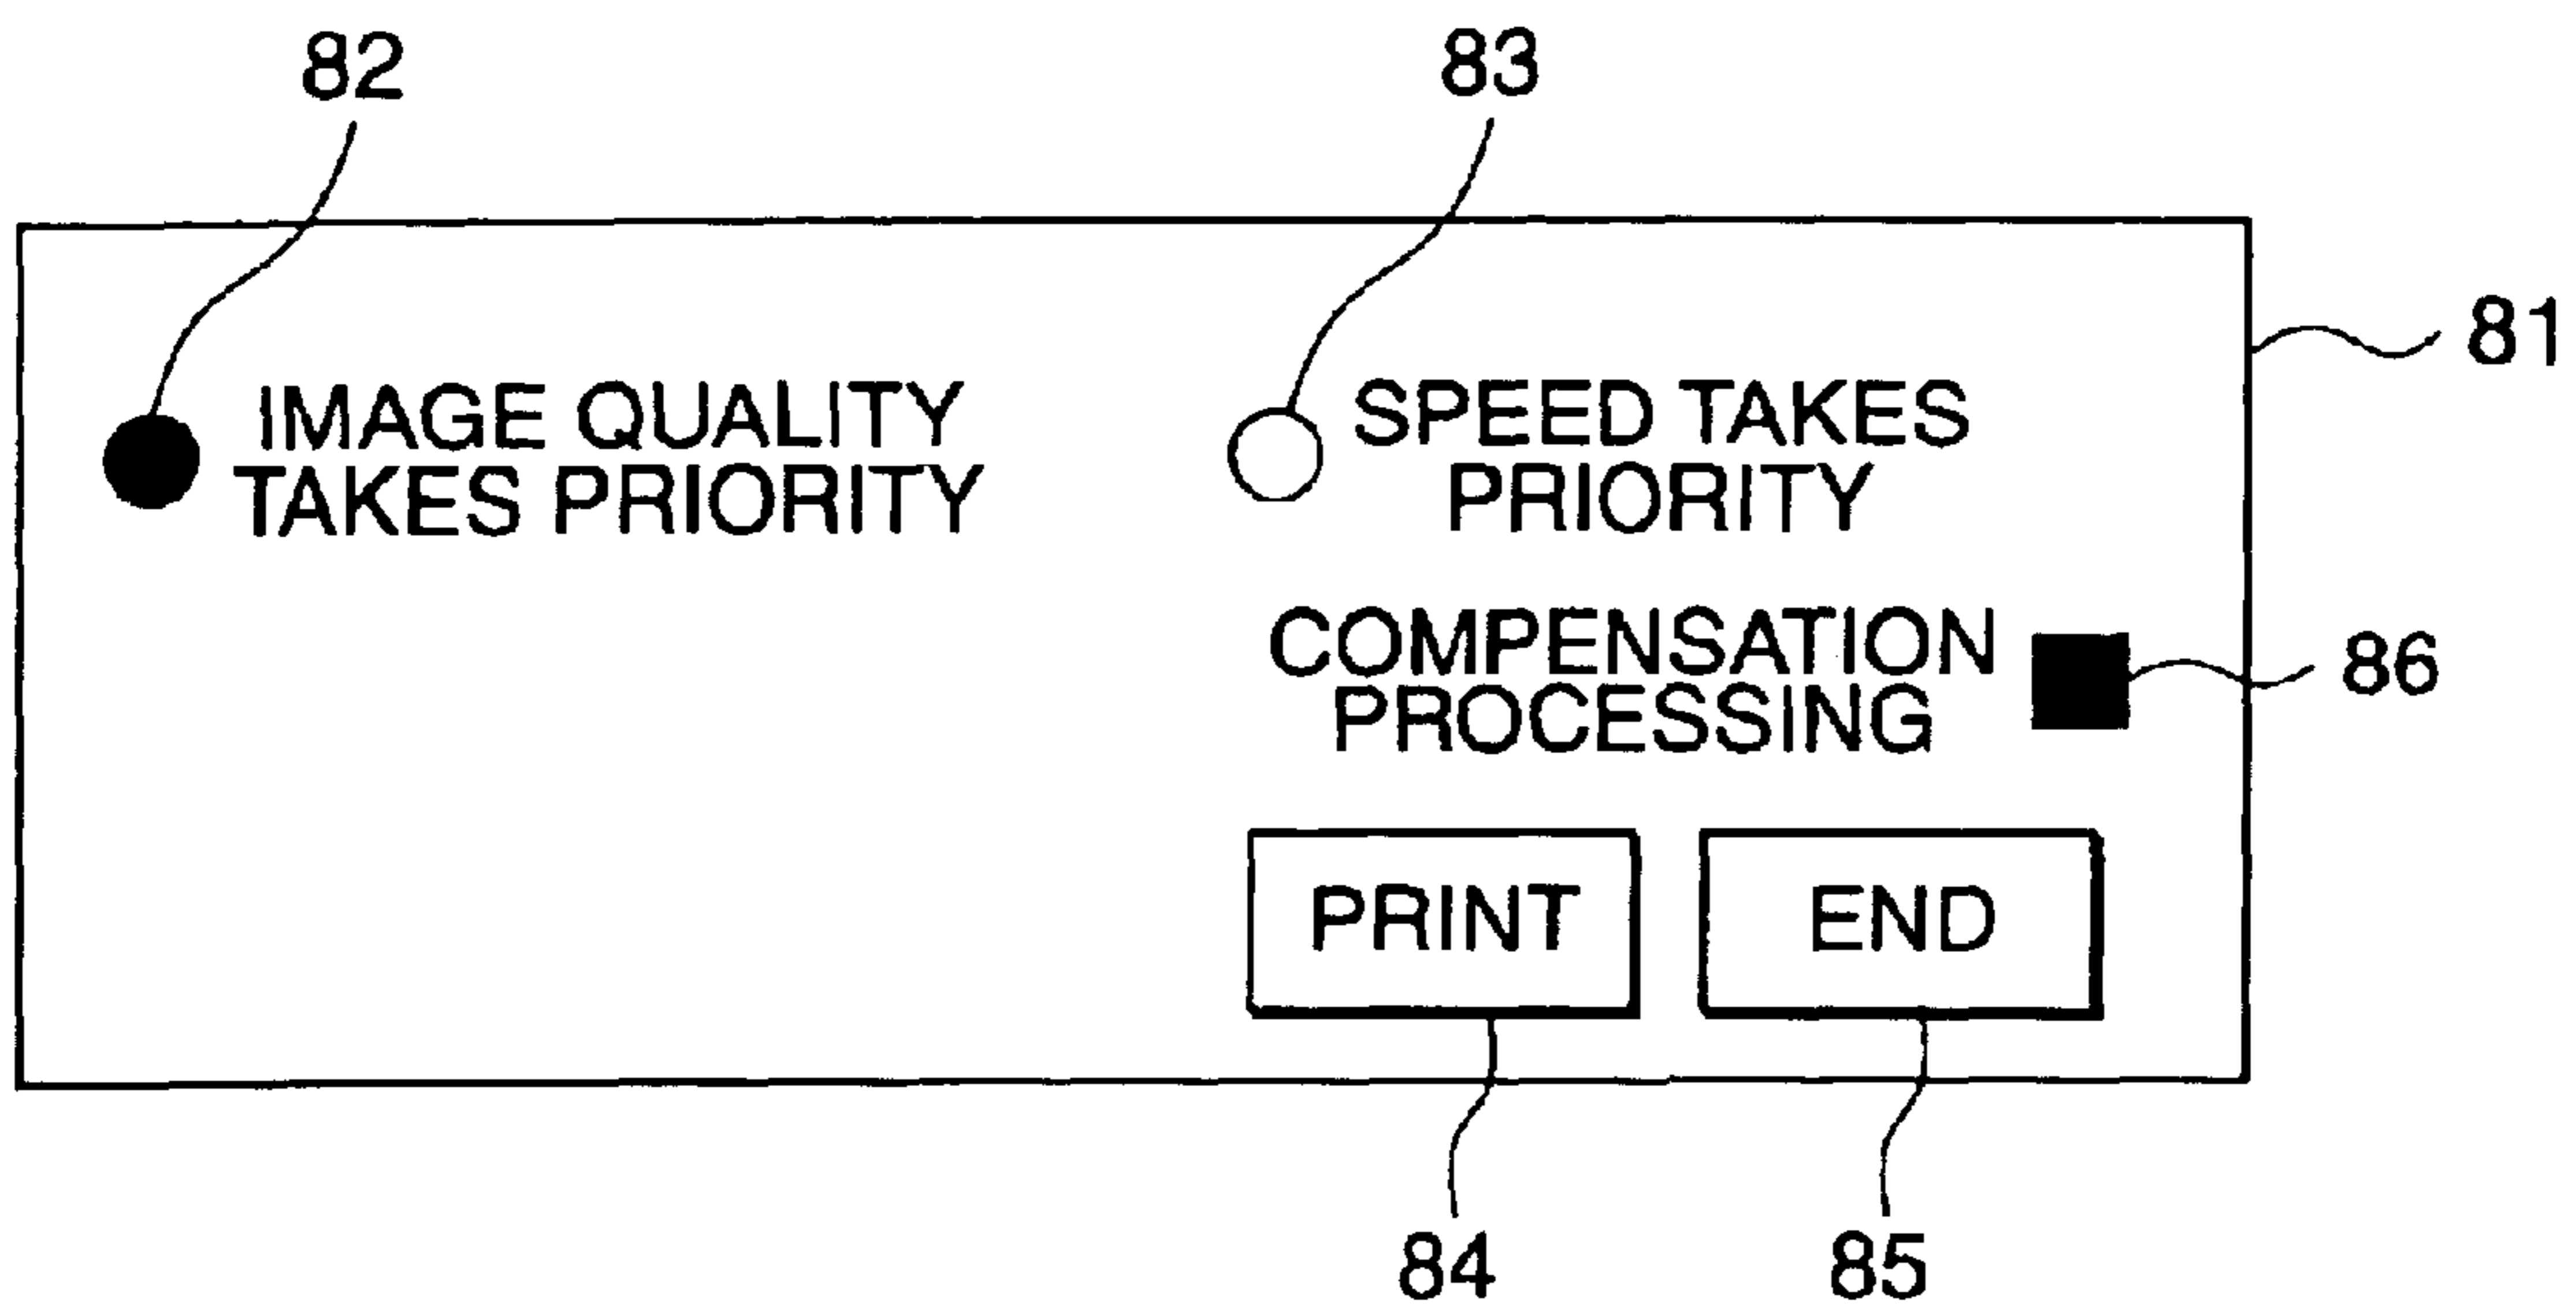 82
83
81
IMAGE QUALITY
TAKES PRIORITY
SPEED TAKES
PRIORITY
COMPENSATION
PROCESSING
86
PRINT
END
84
85